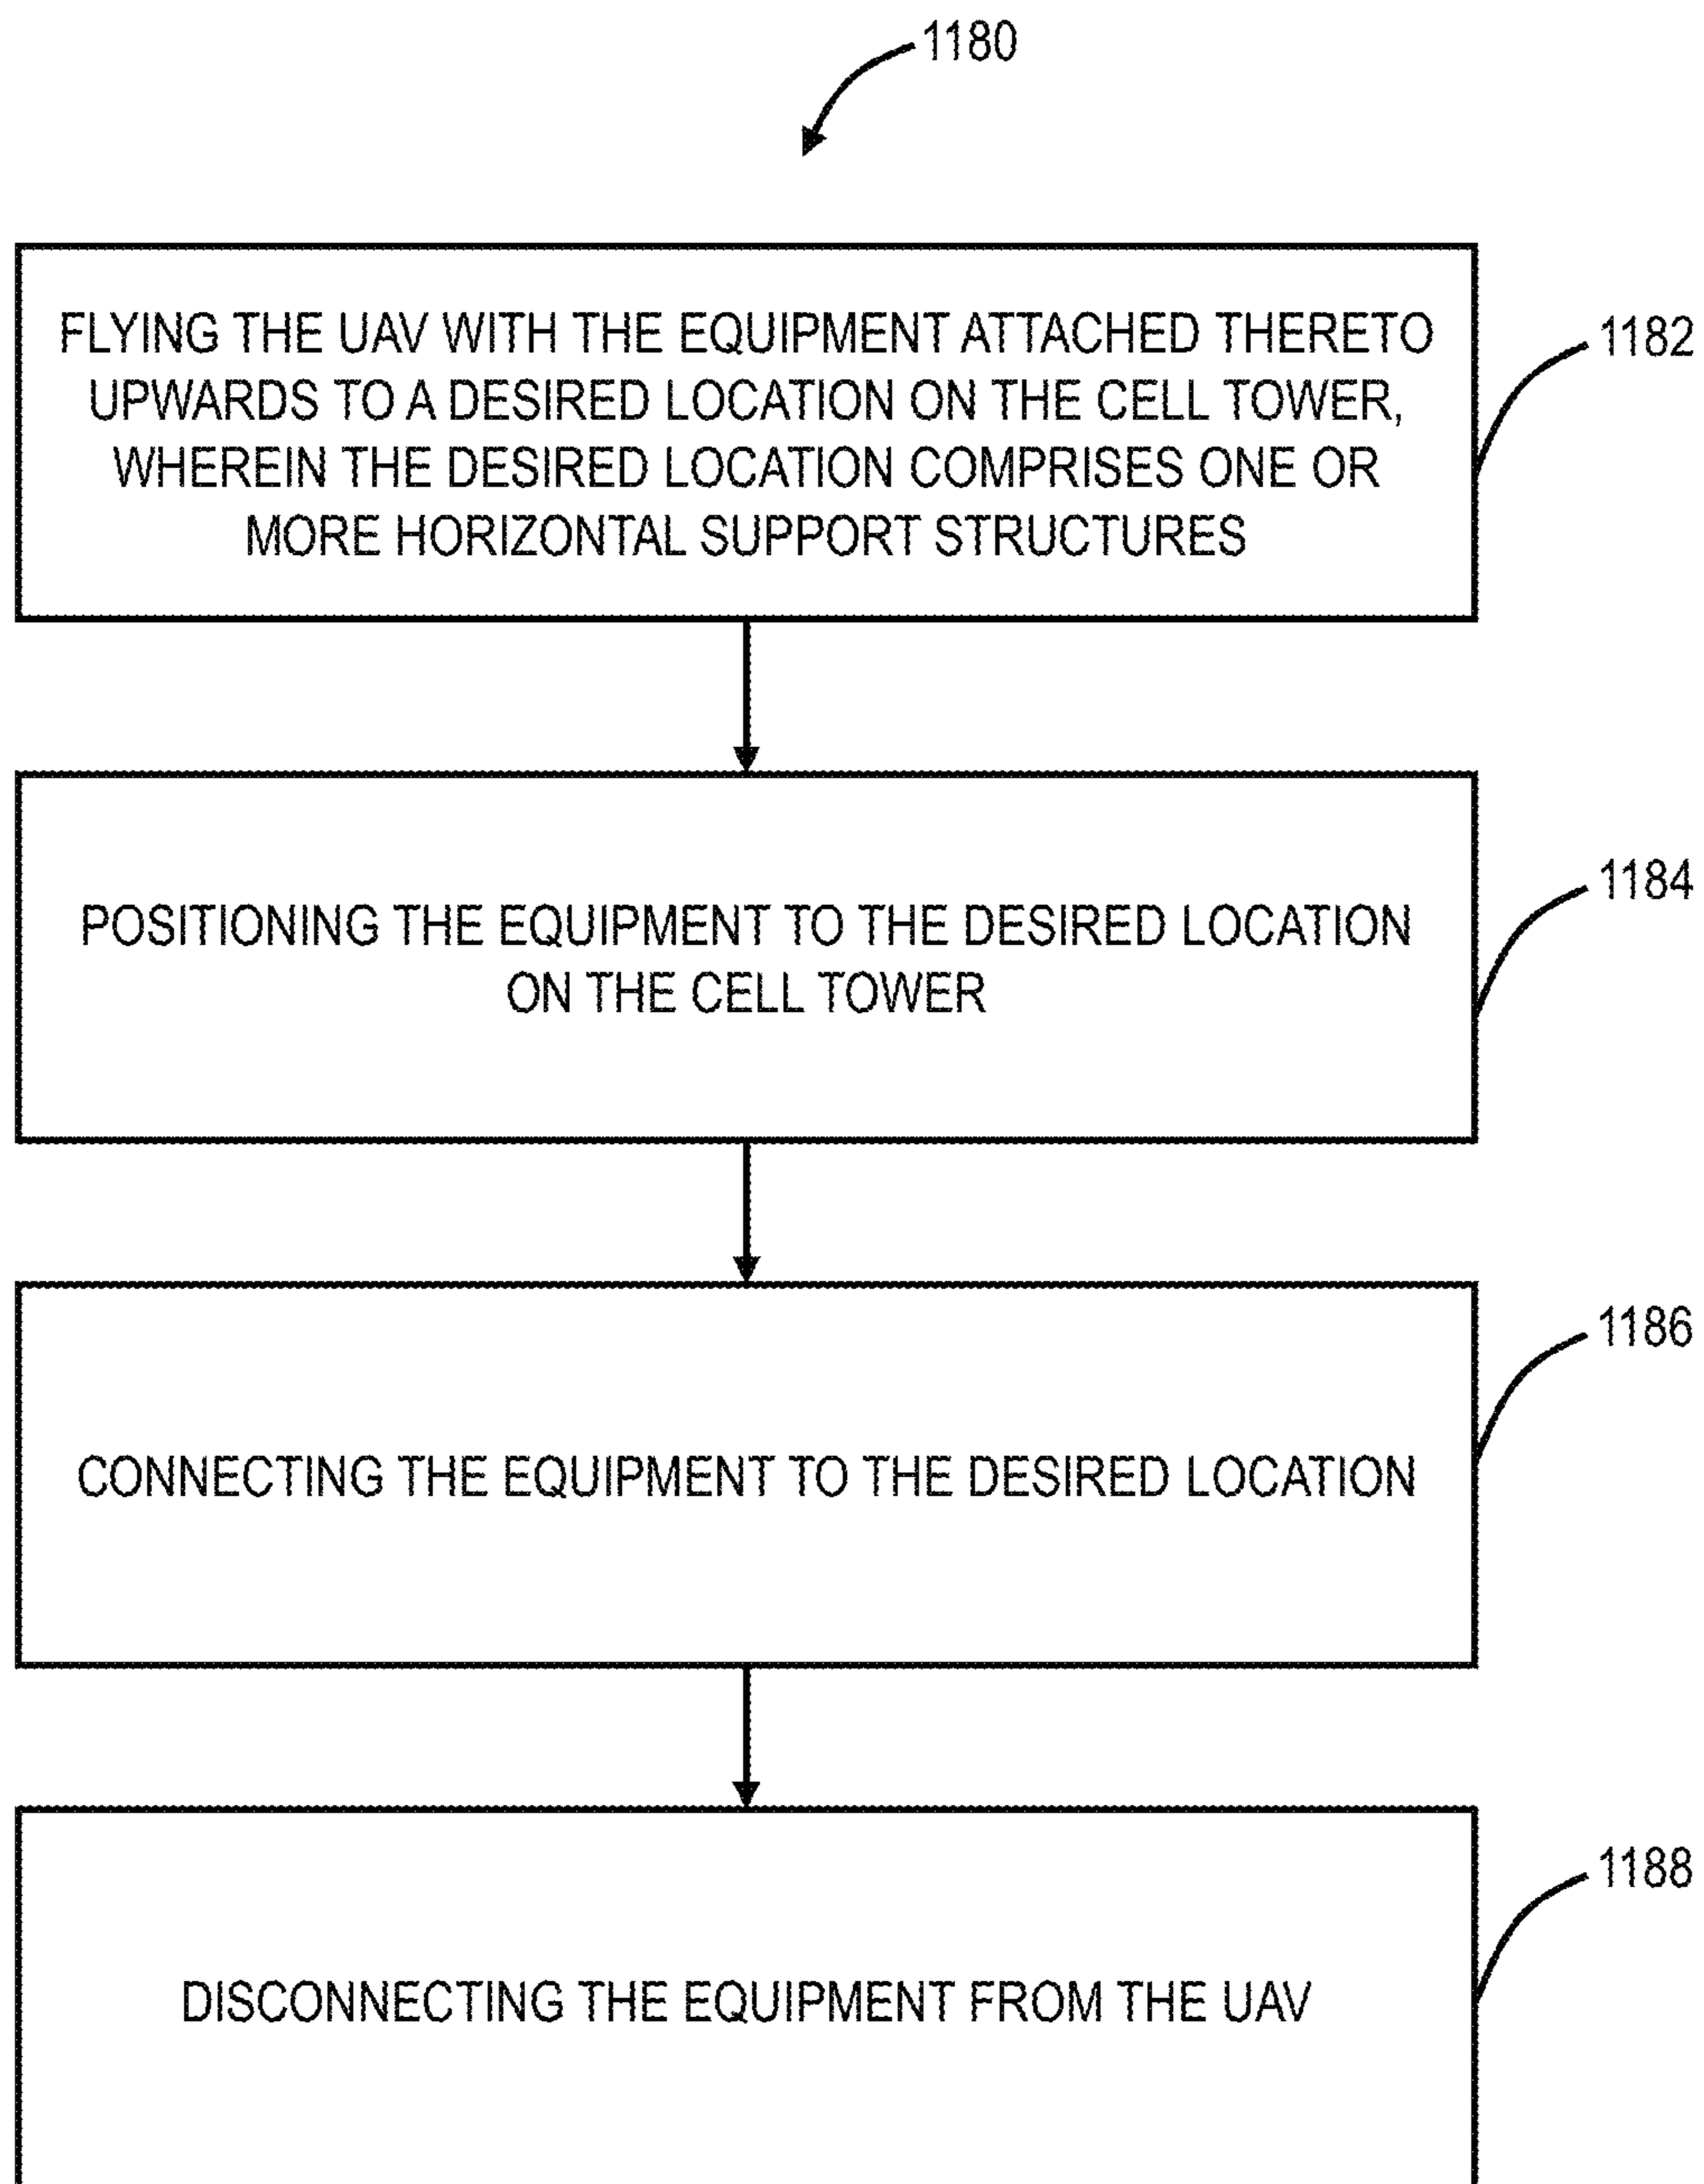 1180
FLYING THE UAV WITH THE EQUIPMENT ATTACHED THERETO
UPWARDS TO A DESIRED LOCATION ON THE CELL TOWER,
WHEREIN THE DESIRED LOCATION COMPRISES ONE OR
MORE HORIZONTAL SUPPORT STRUCTURES
1182
POSITIONING THE EQUIPMENT TO THE DESIRED LOCATION
ON THE CELL TOWER
1184
CONNECTING THE EQUIPMENT TO THE DESIRED LOCATION
1186
DISCONNECTING THE EQUIPMENT FROM THE UAV
1188